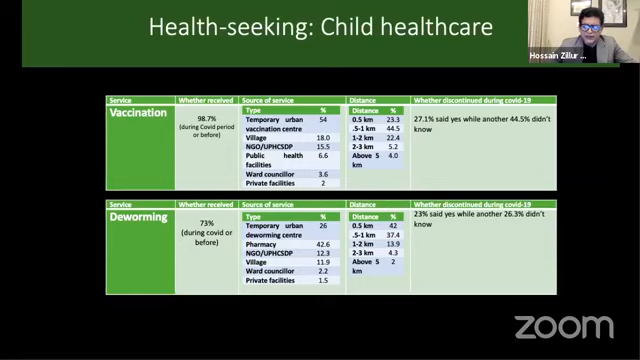 Health-seeking: Child healthcare
Hossain Zillur ...
Service Whether received Source of service Distance Whether discontinued during covid-19
Vaccination 98.7% (during Covid period or before)
Type %
Temporary urban vaccination centre 54
Village 18.0
NGO/UPHCSDP 15.5
Public health facilities 6.6
Ward councillor 3.6
Private facilities 2
Distance %
0.5 km 23.3
.5-1 km 44.5
1-2 km 22.4
2-3 km 5.2
Above 5 km 4.0
27.1% said yes while another 44.5% didn't
know
Service Whether received Source of service Distance Whether discontinued during covid-19
Deworming 73% (during covid or before)
Type %
Temporary urban deworming centre 26
Pharmacy 42.6
NGO/UPHCSDP 12.3
Village 11.9
Ward councillor 2.2
Private facilities 1.5
Distance %
0.5 km 42
.5-1 km 37.4
1-2 km 13.9
2-3 km 4.3
Above 5 km 2
23% said yes while another 26.3% didn't
know
zoom